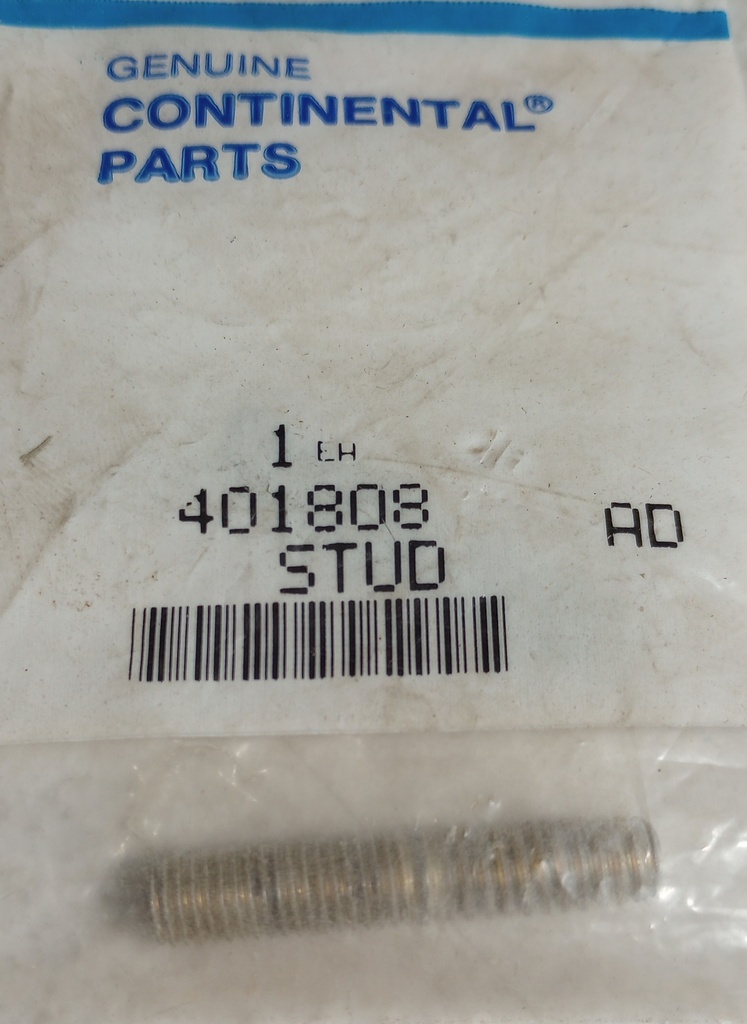 GENUINE
CONTINENTAL®
PARTS
1 EA
401808
AD
STUD